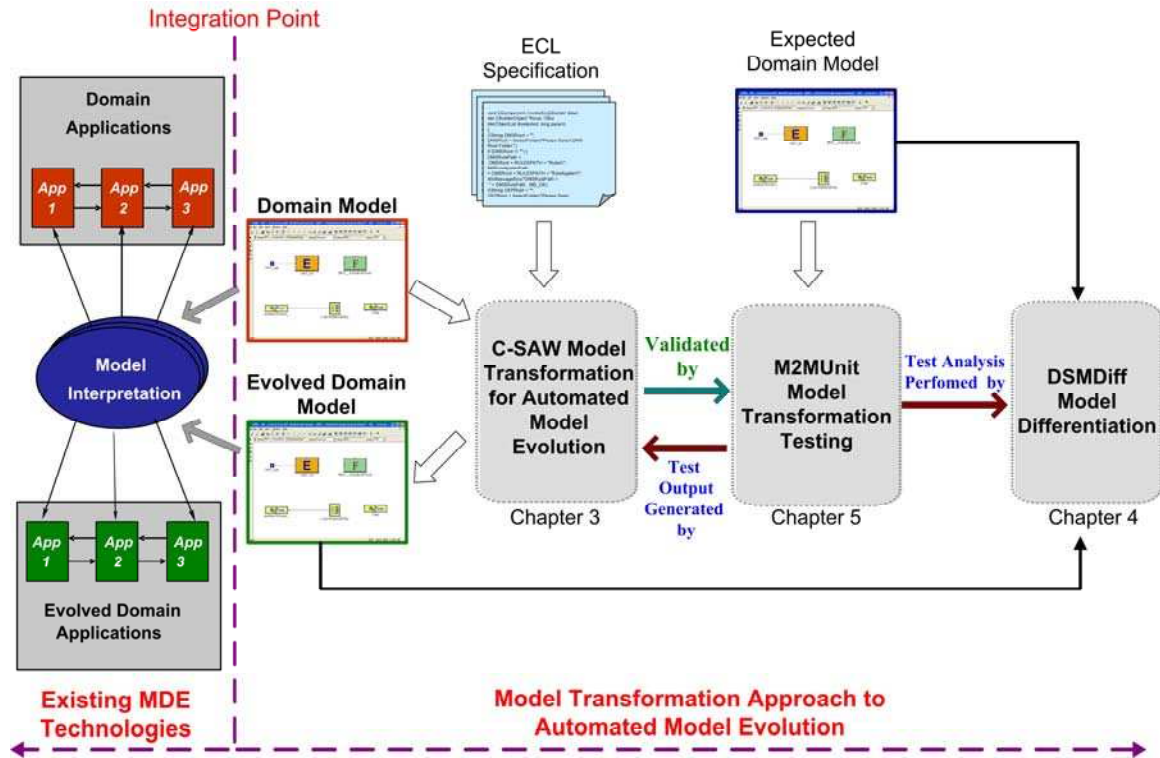 Integration Point
Domain
Applications
App
1
App
2
App
3
Model
Interpretation
App
1
App
2
App
3
Evolved Domain
Applications
Existing MDE
Technologies
Domain Model
E
F
Evolved Domain
Model
E
F
ECL
Specification
Expected
Domain Model
E
F
C-SAW Model
Transformation
for Automated
Model
Evolution
Chapter 3
Validated
by
Test
Output
Generated
by
M2MUnit
Model
Transformation
Testing
Chapter 5
Test Analysis
Perfomed by
DSMDiff
Model
Differentiation
Chapter 4
Model Transformation Approach to
Automated Model Evolution